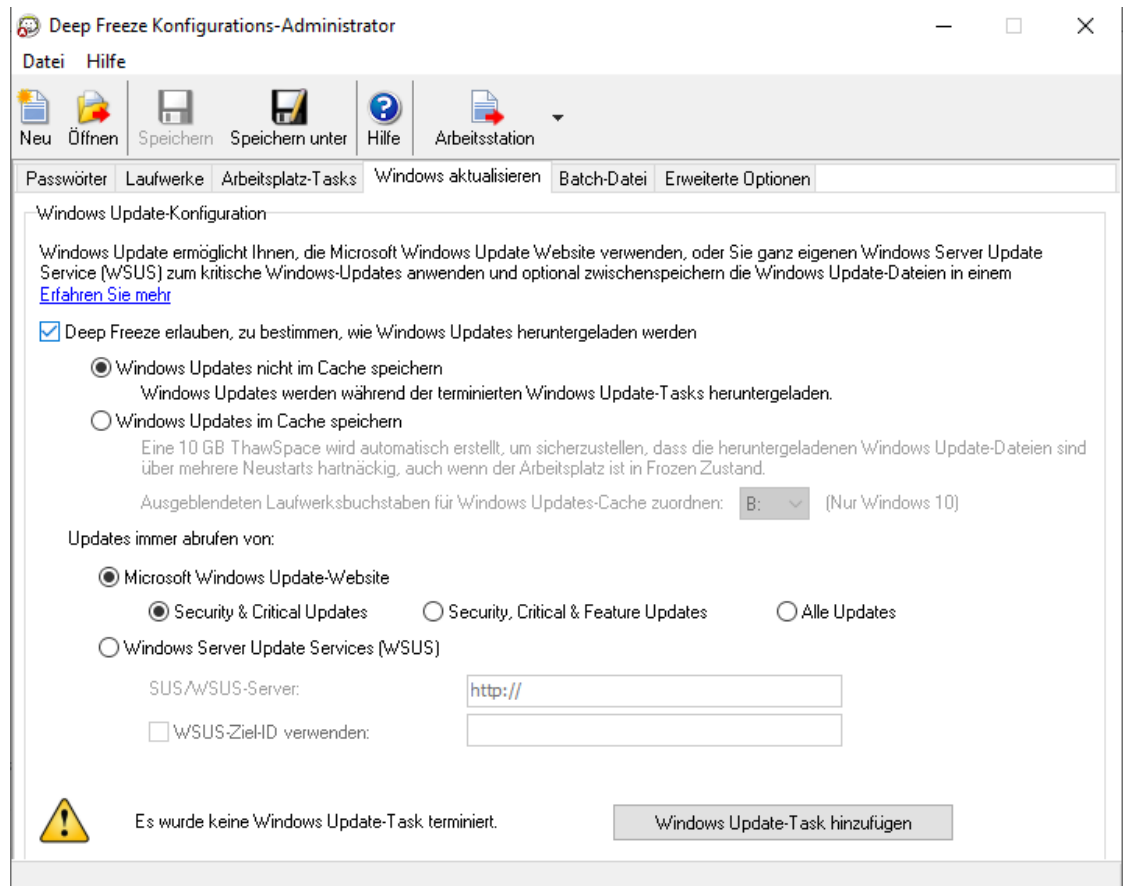 Deep Freeze Konfigurations-Administrator
Datei Hilfe
Neu Öffnen Speichern Speichern unter Hilfe Arbeitsstation
Passwörter Laufwerke Arbeitsplatz-Tasks Windows aktualisieren Batch-Datei Erweiterte Optionen
Windows Update-Konfiguration
Windows Update ermöglicht Ihnen, die Microsoft Windows Update Website verwenden, oder Sie ganz eigenen Windows Server Update
Service (WSUS) zum kritische Windows-Updates anwenden und optional zwischenspeichern die Windows Update-Dateien in einem
Erfahren Sie mehr
Deep Freeze erlauben, zu bestimmen, wie Windows Updates heruntergeladen werden
Windows Updates nicht im Cache speichern
Windows Updates werden während der terminierten Windows Update-Tasks heruntergeladen.
Windows Updates im Cache speichern
Eine 10 GB ThawSpace wird automatisch erstellt, um sicherzustellen, dass die heruntergeladenen Windows Update-Dateien sind
über mehrere Neustarts hartnäckig, auch wenn der Arbeitsplatz ist in Frozen Zustand.
Ausgeblendeten Laufwerksbuchstaben für Windows Updates-Cache zuordnen: B: (Nur Windows 10)
Updates immer abrufen von:
Microsoft Windows Update-Website
Security & Critical Updates Security, Critical & Feature Updates Alle Updates
Windows Server Update Services (WSUS)
SUS/WSUS-Server: http://
WSUS-Ziel-ID verwenden:
Es wurde keine Windows Update-Task terminiert. Windows Update-Task hinzufügen